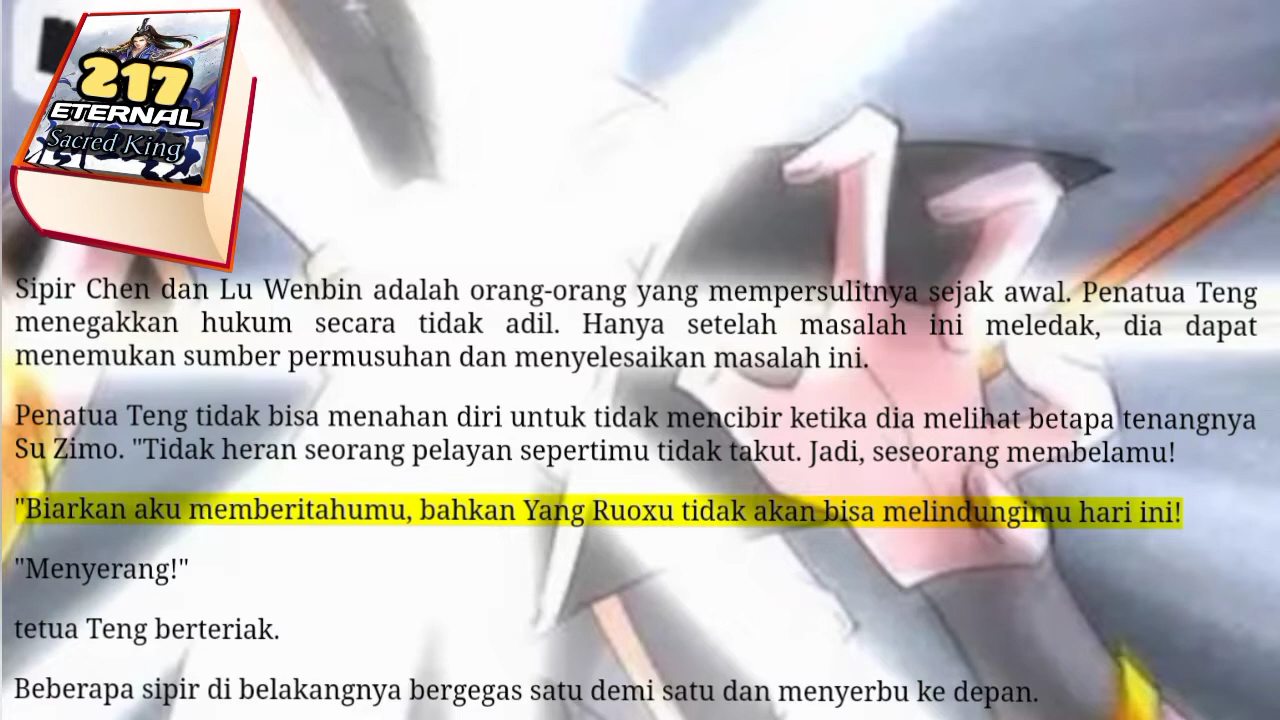 217
ETERNAL
Sacred King
Sipir Chen dan Lu Wenbin adalah orang-orang yang mempersulitnya sejak awal. Penatua Teng
menegakkan hukum secara tidak adil. Hanya setelah masalah ini meledak, dia dapat
menemukan sumber permusuhan dan menyelesaikan masalah ini.
Penatua Teng tidak bisa menahan diri untuk tidak mencibir ketika dia melihat betapa tenangnya
Su Zimo. "Tidak heran seorang pelayan sepertimu tidak takut. Jadi, seseorang membelamu!
"Biarkan aku memberitahumu, bahkan Yang Ruoxu tidak akan bisa melindungimu hari ini!
"Menyerang!"
tetua Teng berteriak.
Beberapa sipir di belakangnya bergegas satu demi satu dan menyerbu ke depan.